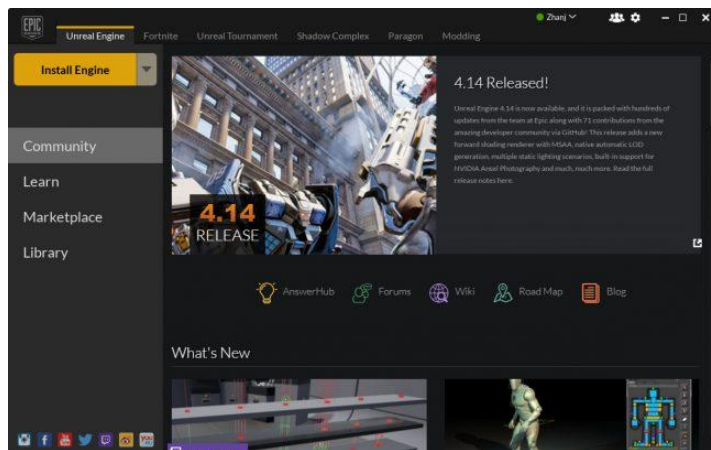 EPIC
GAMES
Unreal Engine
Fortnite
Unreal Tournament
Shadow Complex
Paragon
Modding
Zhanj
Install Engine
Community
Learn
Marketplace
Library
4.14
RELEASE
4.14 Released!
Unreal Engine 4.14 is now available, and it is packed with hundreds of
updates from the team at Epic along with 71 contributions from the
amazing developer community via GitHub! This release adds a new
forward shading renderer with MSAA, native automatic LOD
generation, multiple static lighting scenarios, built-in support for
NVIDIA Ansel Photography and much, much more. Read the full
release notes here.
AnswerHub
Forums
Wiki
Road Map
Blog
What's New